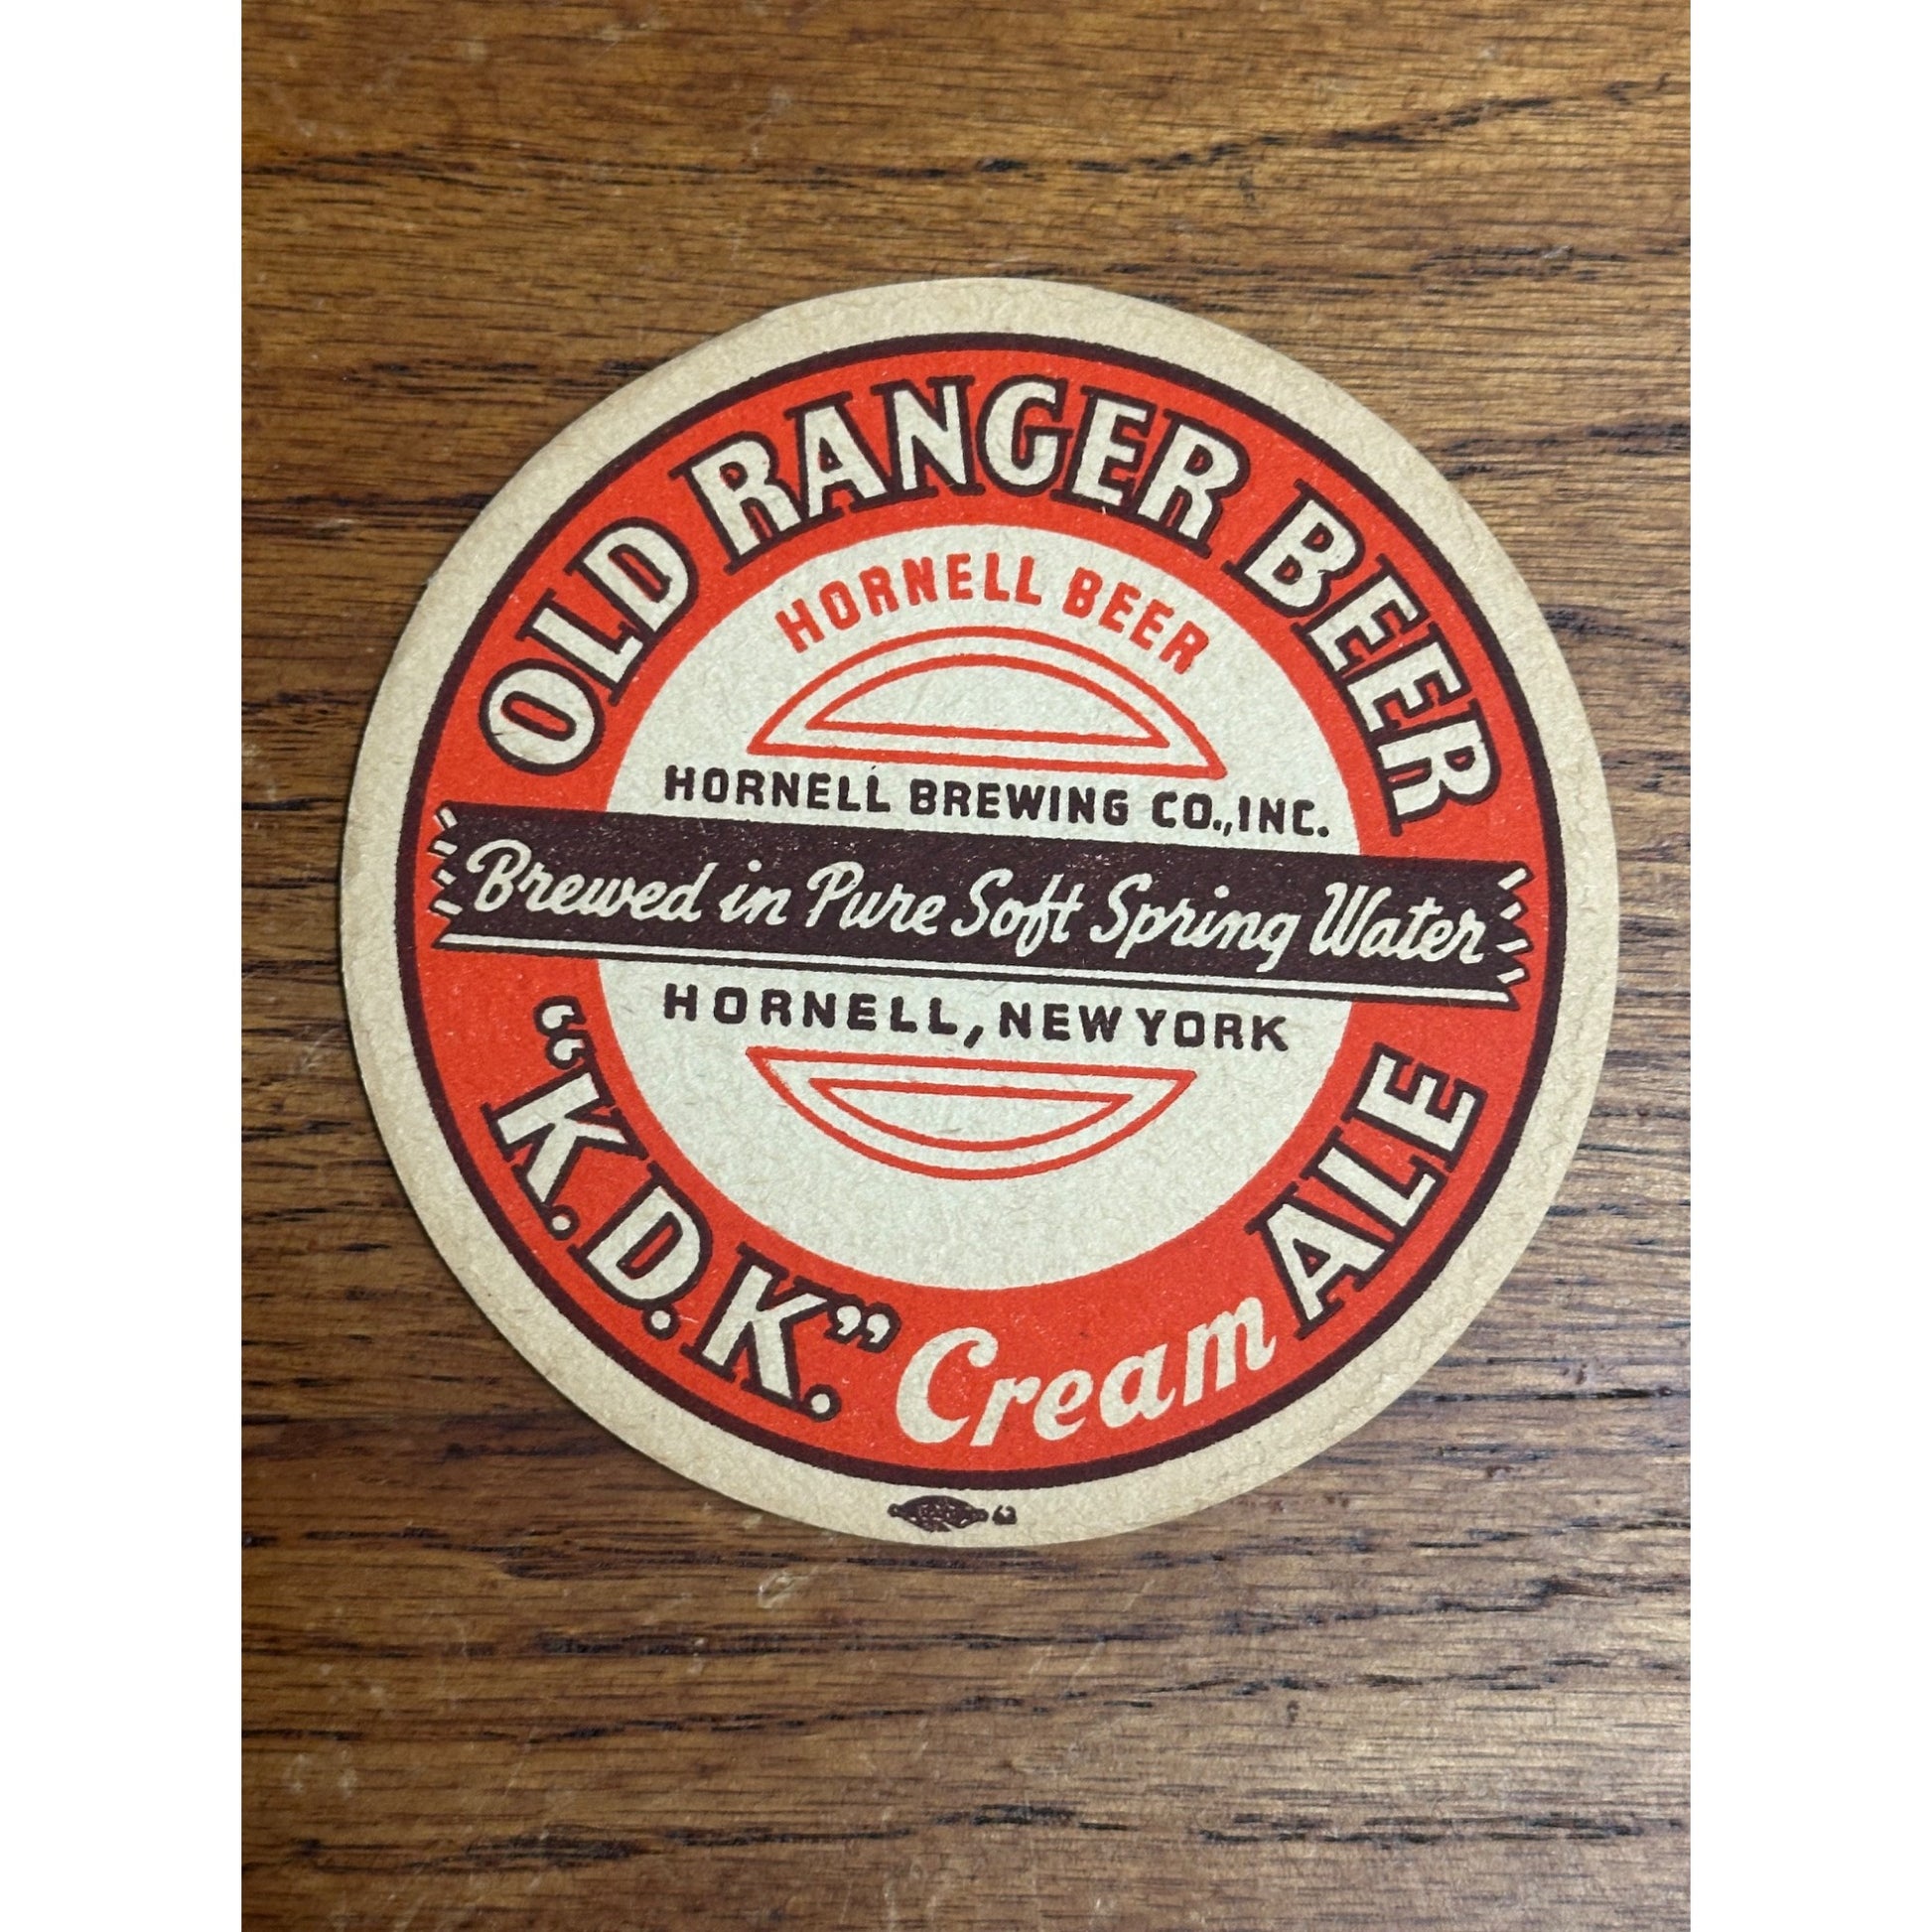 OLD RANGER BEER
HORNELL BEER
HORNELL BREWING CO., INC.
Brewed in Pure Soft Spring Water
HORNELL, NEW YORK
“K.D.K.” Cream ALE